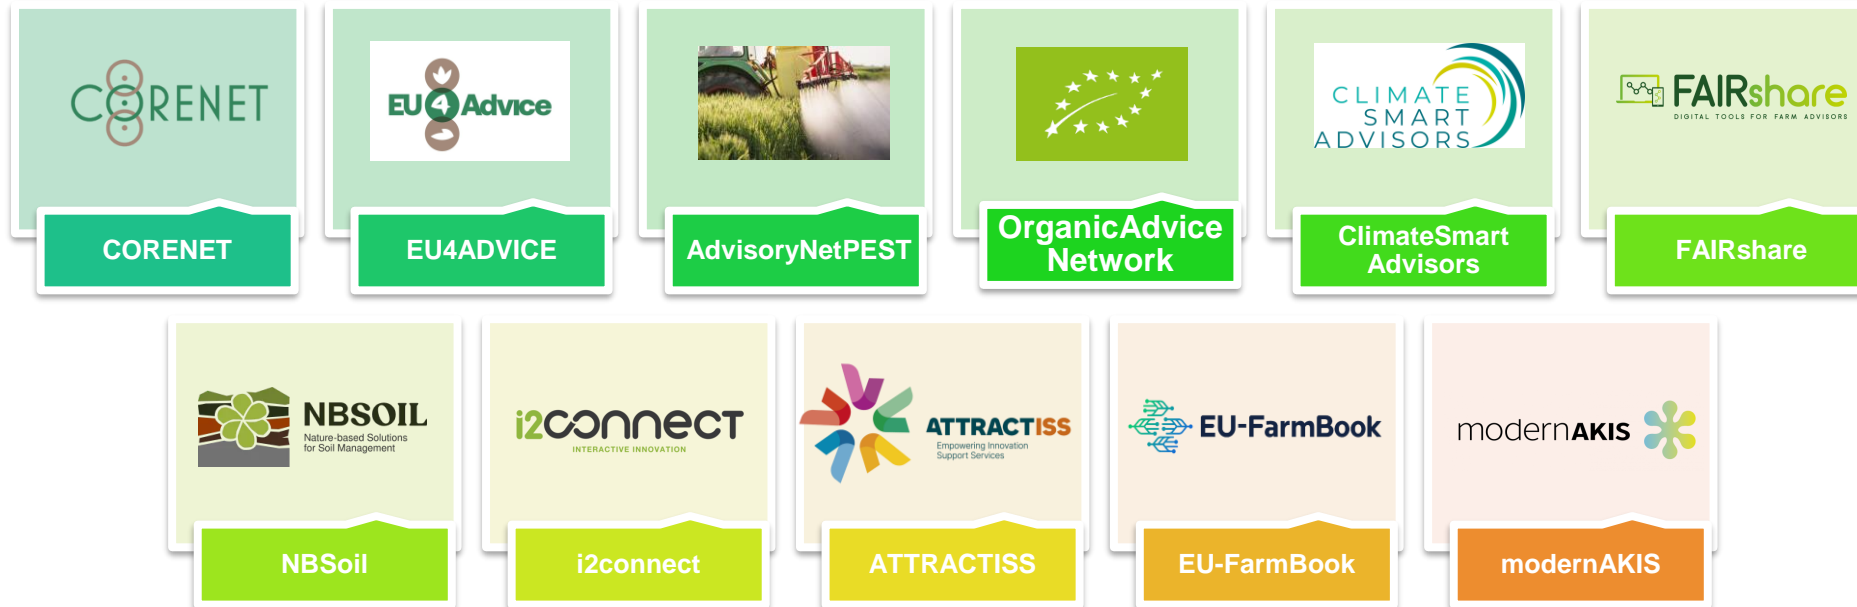 CORENET
EU4Advice
CLIMATE
SMART
ADVISORS
FAIRshare
DIGITAL TOOLS FOR FARM ADVISORS
CORENET
EU4ADVICE
AdvisoryNetPEST
OrganicAdvice
Network
ClimateSmart
Advisors
FAIRshare
NBSOIL
Nature-based Solutions
for Soil Management
i2connect
INTERACTIVE INNOVATION
ATTRACTISS
Empowering Innovation
Support Services
EU-FarmBook
modernAKIS
NBSoil
i2connect
ATTRACTISS
EU-FarmBook
modernAKIS